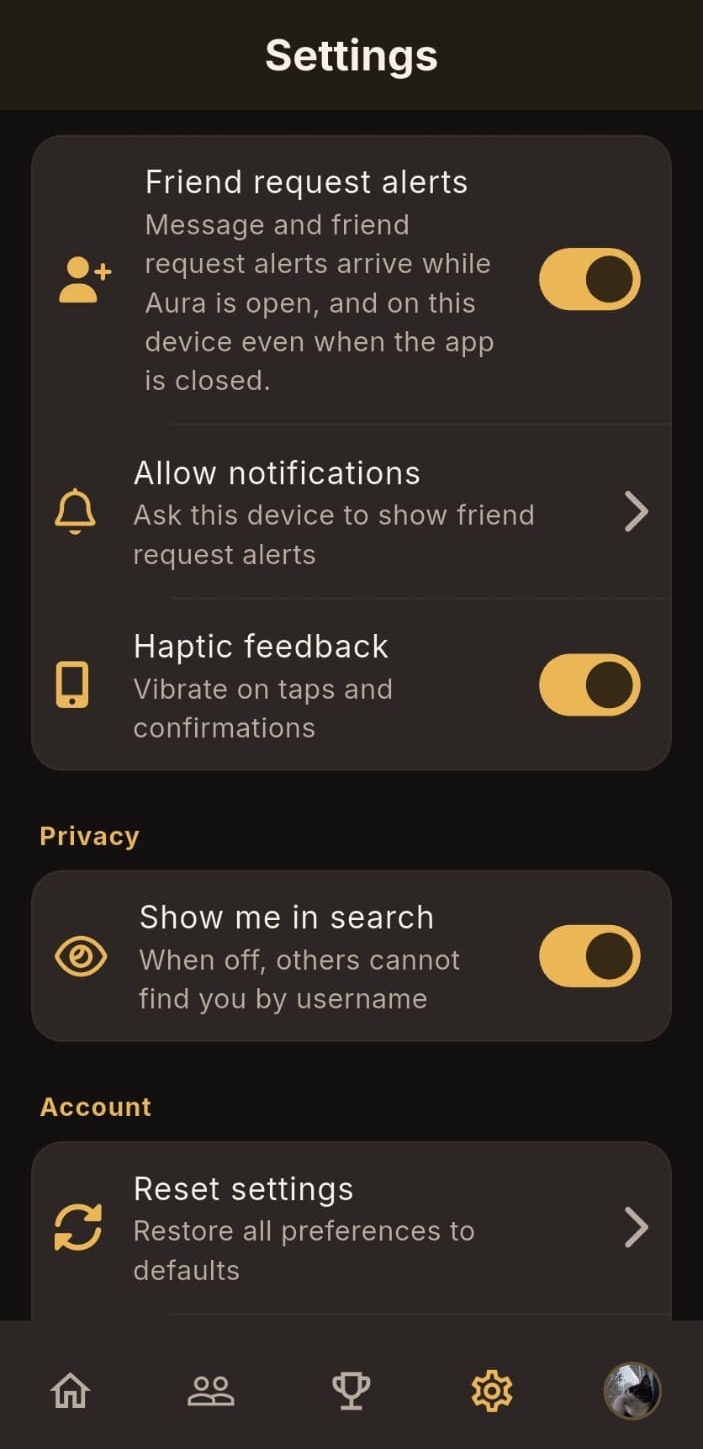 Settings
Friend request alerts
Message and friend
request alerts arrive while
Aura is open, and on this
device even when the app
is closed.
Allow notifications
Ask this device to show friend
request alerts
Haptic feedback
Vibrate on taps and
confirmations
Privacy
Show me in search
When off, others cannot
find you by username
Account
Reset settings
Restore all preferences to
defaults